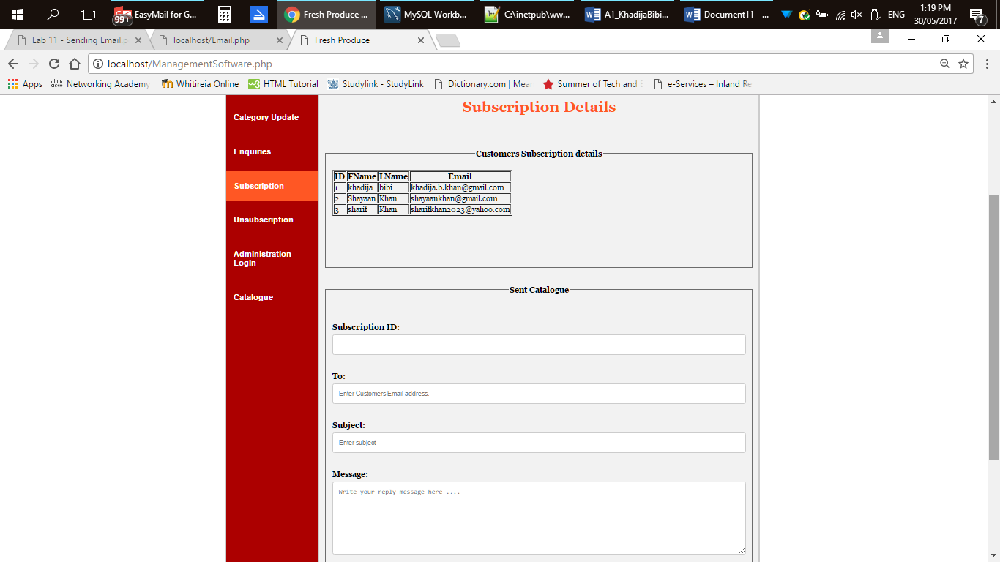 EasyMail for G...
99+
Fresh Produce ...
MySQL Workb...
C:\inetpub\ww...
A1_KhadijaBibi...
Document11 - ...
ENG
1:19 PM
30/05/2017
7
Lab 11 - Sending Email.p
localhost/Email.php
Fresh Produce
localhost/ManagementSoftware.php
Apps
Networking Academy
Whitireia Online
HTML Tutorial
Studylink - StudyLink
Dictionary.com | Mear
Summer of Tech and E
e-Services – Inland Re
Category Update
Enquiries
Subscription
Unsubscription
Administration
Login
Catalogue
Subscription Details
Customers Subscription details
ID FName LName Email
1 khadija bibi khadija.b.khan@gmail.com
2 Shayaan Khan shayaankhan@gmail.com
3 sharif Khan sharifkhan2023@yahoo.com
Sent Catalogue
Subscription ID:
To:
Enter Customers Email address.
Subject:
Enter subject
Message:
Write your reply message here ....